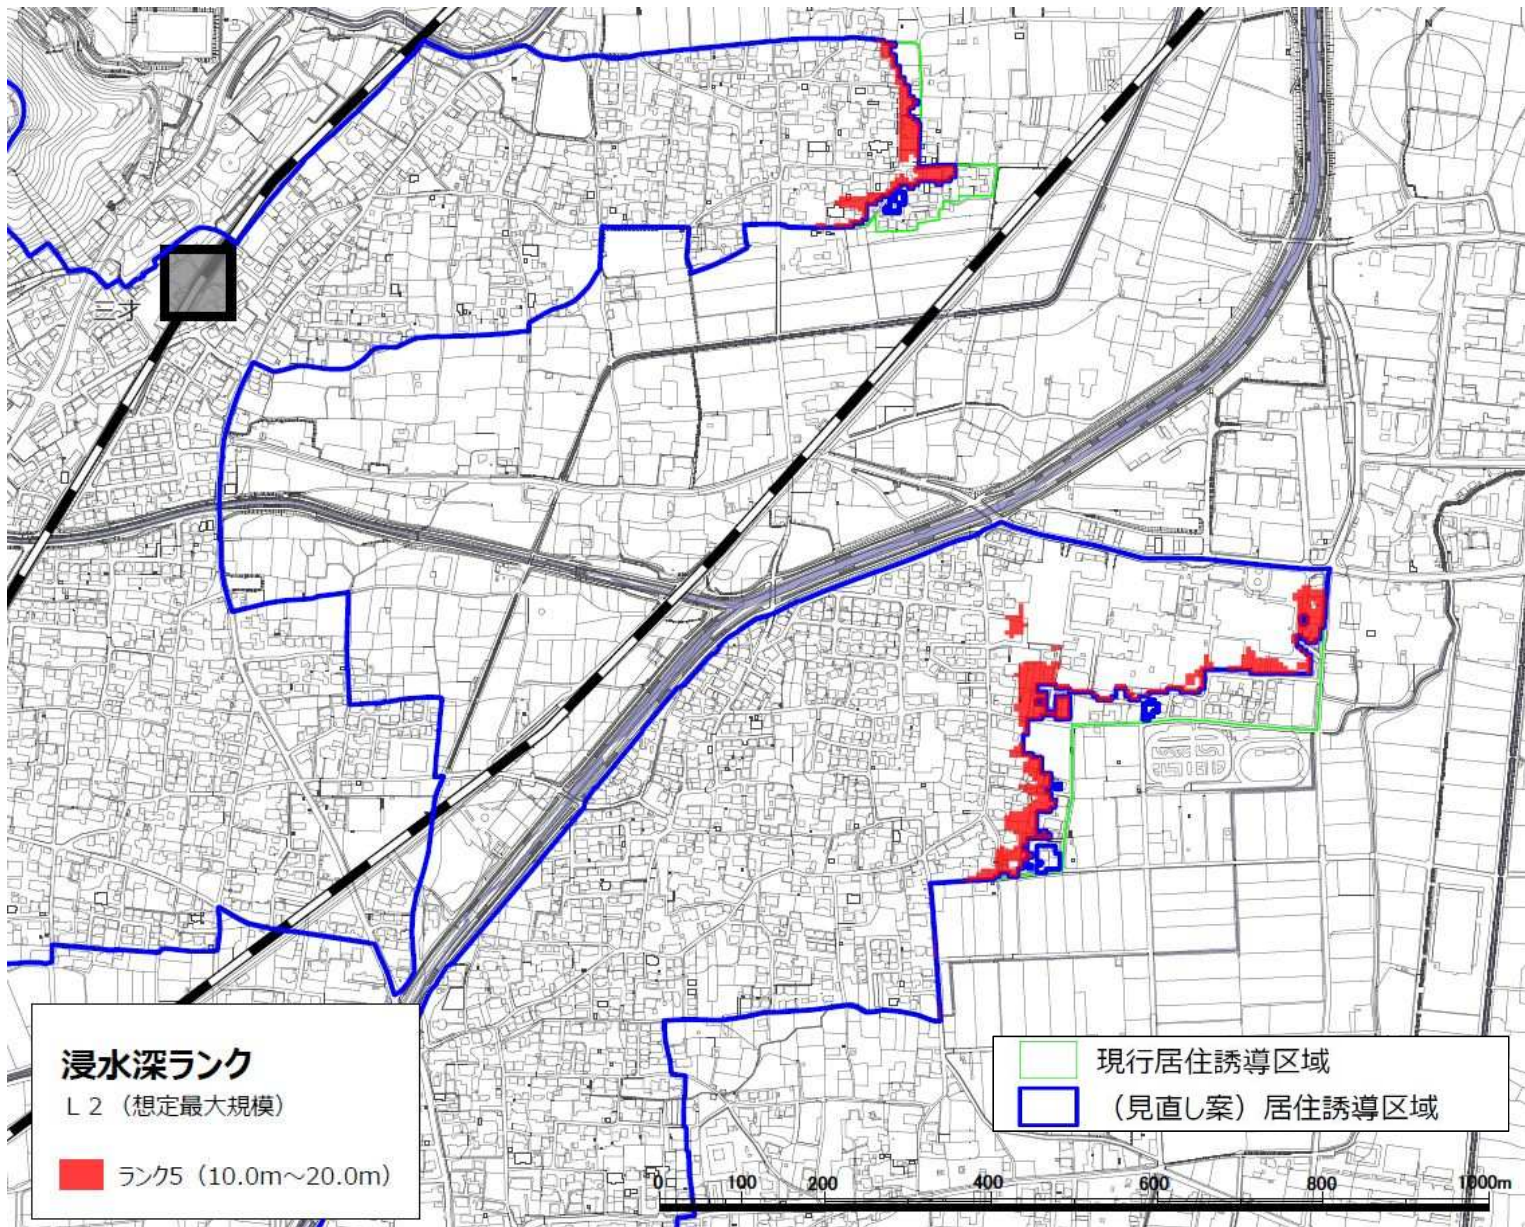 N
三才
浸水深ランク
L2(想定最大規模)
ランク5(10.0m~20.0m)
現行居住誘導区域
(見直し案)居住誘導区域
0 100 200 400 600 800 1000m